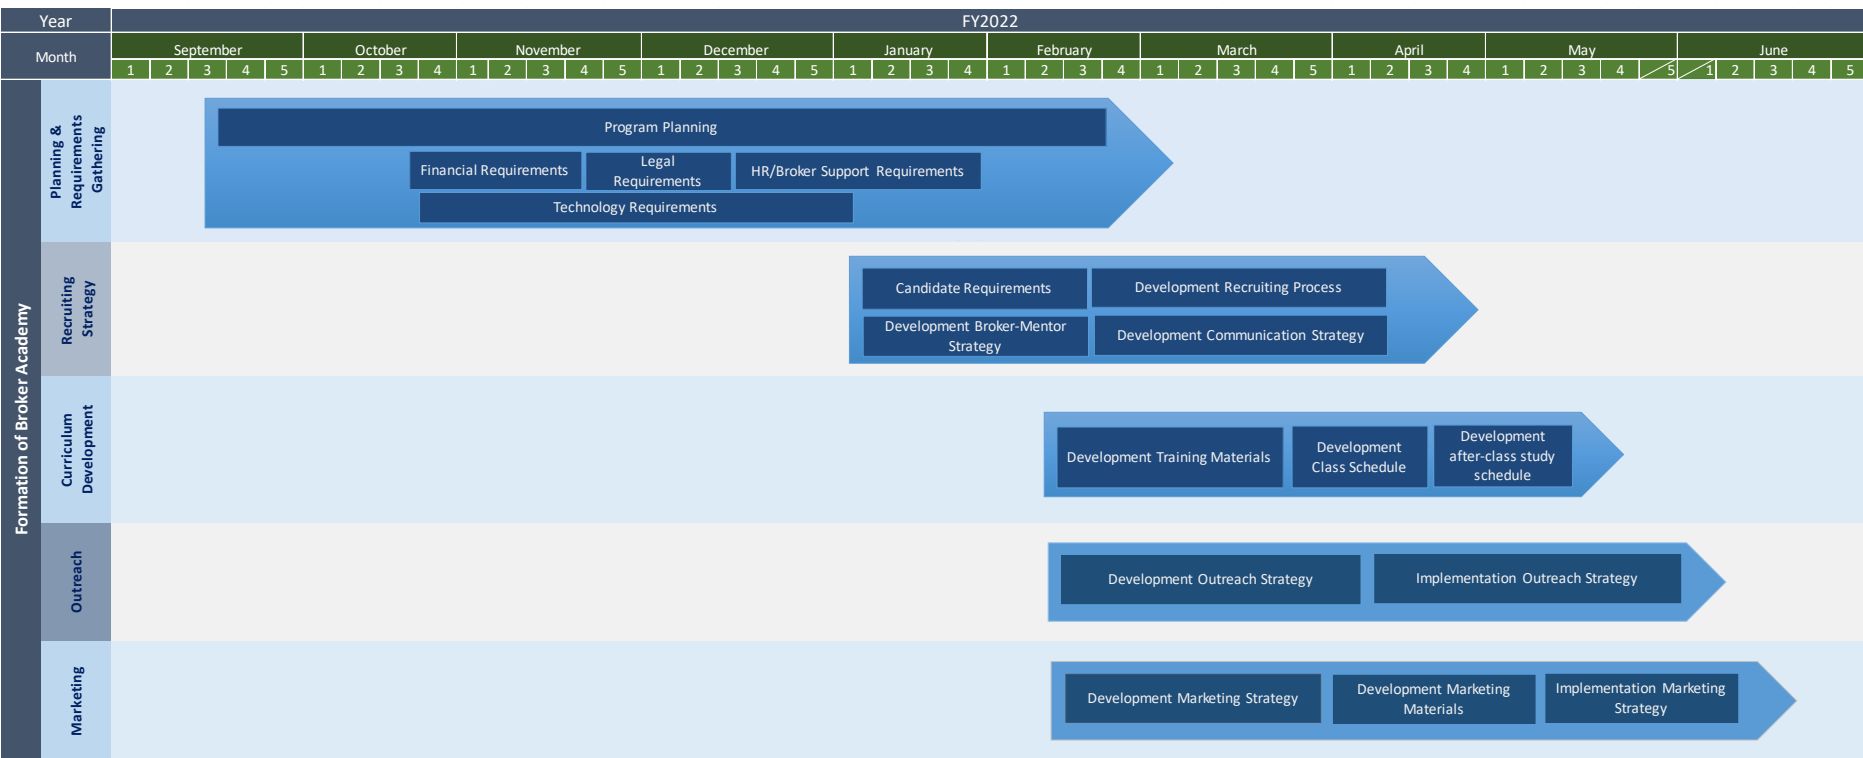 Year
FY2022
Month
September
October
November
December
January
February
March
April
May
June
1 2 3 4 5 1 2 3 4 1 2 3 4 5 1 2 3 4 5 1 2 3 4 1 2 3 4 1 2 3 4 5 1 2 3 4 1 2 3 4 5 1 2 3 4 5
Formation of Broker Academy
Planning &
Requirements
Gathering
Program Planning
Financial Requirements
Legal
Requirements
HR/Broker Support Requirements
Technology Requirements
Recruiting
Strategy
Candidate Requirements
Development Recruiting Process
Development Broker-Mentor
Strategy
Development Communication Strategy
Curriculum
Development
Development Training Materials
Development
Class Schedule
Development
after-class study
schedule
Outreach
Development Outreach Strategy
Implementation Outreach Strategy
Marketing
Development Marketing Strategy
Development Marketing
Materials
Implementation Marketing
Strategy